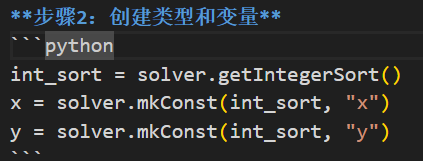 **步骤2：创建类型和变量**
```python
int_sort = solver.getIntegerSort()
x = solver.mkConst(int_sort, "x")
y = solver.mkConst(int_sort, "y")
```